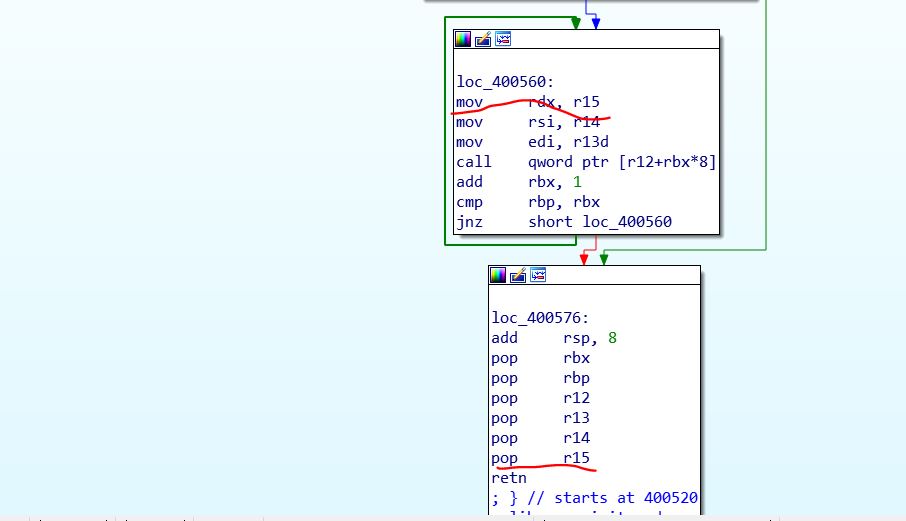 loc_400560:
mov rdx, r15
mov rsi, r14
mov edi, r13d
call qword ptr [r12+rbx*8]
add rbx, 1
cmp rbp, rbx
jnz short loc_400560
loc_400576:
add rsp, 8
pop rbx
pop rbp
pop r12
pop r13
pop r14
pop r15
retn
; } // starts at 400520